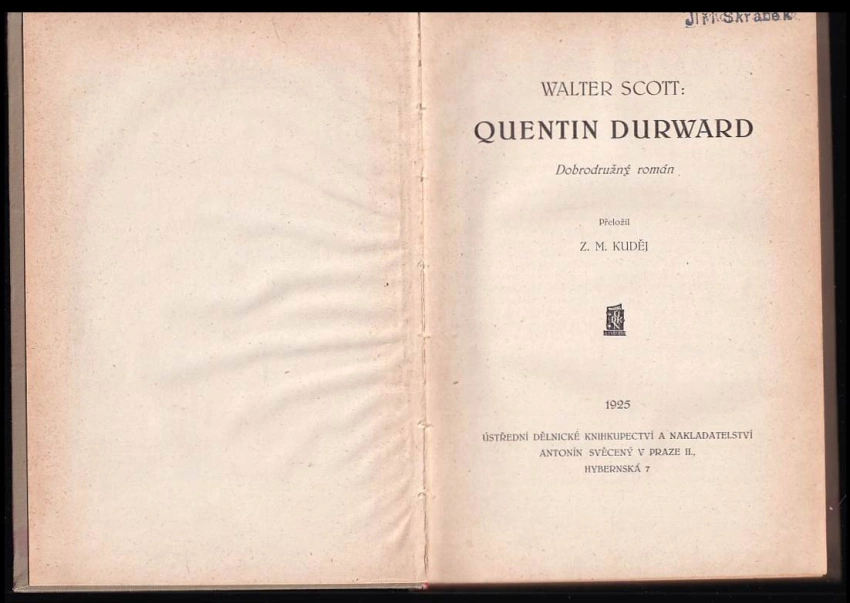 Jiří Škrabek
WALTER SCOTT:
QUENTIN DURWARD
Dobrodružný román
Přeložil
Z. M. KUDĚJ
1925
ÚSTŘEDNÍ DĚLNICKÉ KNIHKUPECTVÍ A NAKLADATELSTVÍ
ANTONÍN SVĚCENÝ V PRAZE II.,
HYBERNSKÁ 7